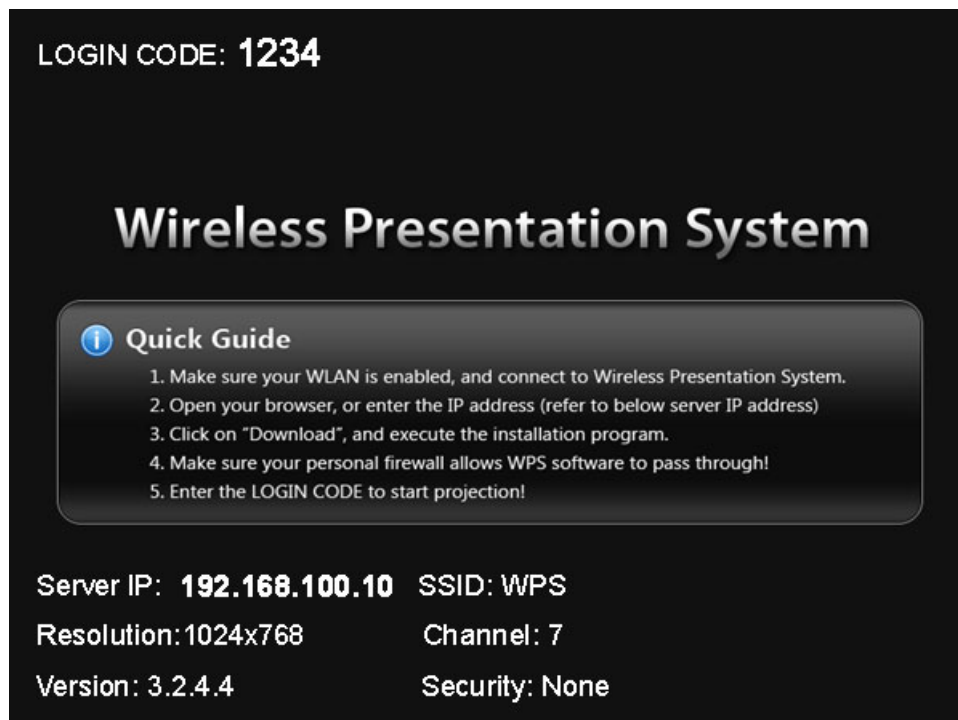 LOGIN CODE: 1234
Wireless Presentation System
Quick Guide
1. Make sure your WLAN is enabled, and connect to Wireless Presentation System.
2. Open your browser, or enter the IP address (refer to below server IP address)
3. Click on "Download", and execute the installation program.
4. Make sure your personal firewall allows WPS software to pass through!
5. Enter the LOGIN CODE to start projection!
Server IP: 192.168.100.10 SSID: WPS
Resolution:1024x768 Channel: 7
Version: 3.2.4.4 Security: None